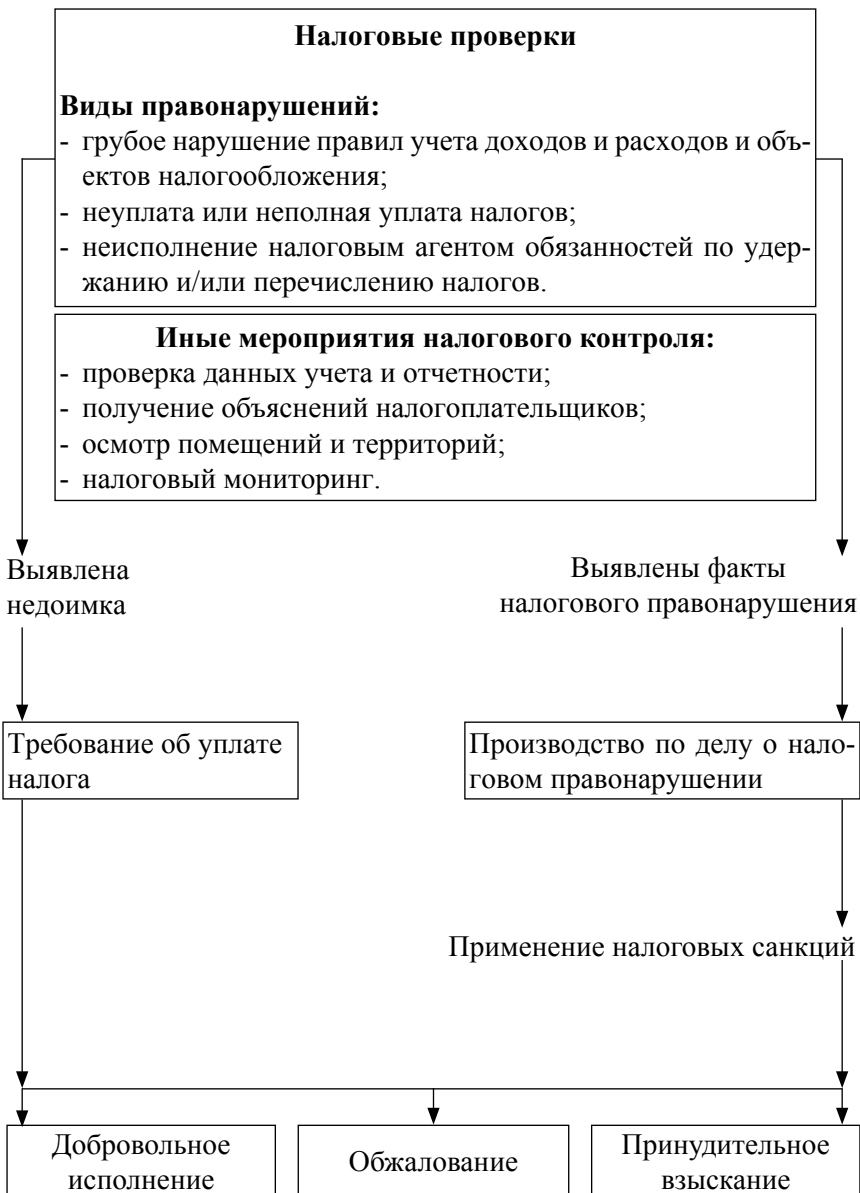 Налоговые проверки
Виды правонарушений:
- грубое нарушение правил учета доходов и расходов и объ-
ектов налогообложения;
- неуплата или неполная уплата налогов;
- неисполнение налоговым агентом обязанностей по удер-
жанию и/или перечислению налогов.
Иные мероприятия налогового контроля:
- проверка данных учета и отчетности;
- получение объяснений налогоплательщиков;
- осмотр помещений и территорий;
- налоговый мониторинг.
Выявлена
недоимка
Выявлены факты
налогового правонарушения
Требование об уплате
налога
Производство по делу о нало-
говом правонарушении
Применение налоговых санкций
Добровольное
исполнение
Обжалование
Принудительное
взыскание